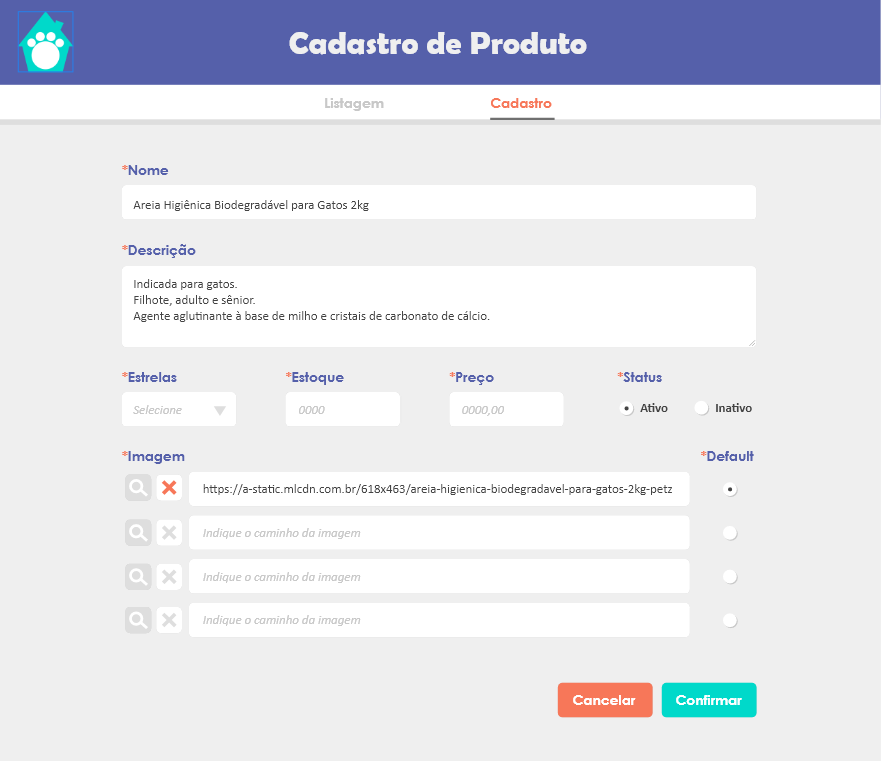 Cadastro de Produto
Listagem Cadastro
*Nome
Areia Higiênica Biodegradável para Gatos 2kg
*Descrição
Indicada para gatos.
Filhote, adulto e sênior.
Agente aglutinante à base de milho e cristais de carbonato de cálcio.
*Estrelas *Estoque *Preço *Status
Selecione 0000 0000,00 Ativo Inativo
*Imagem *Default
https://a-static.mlcdn.com.br/618x463/areia-higienica-biodegradavel-para-gatos-2kg-petz
Indique o caminho da imagem
Indique o caminho da imagem
Indique o caminho da imagem
Cancelar Confirmar